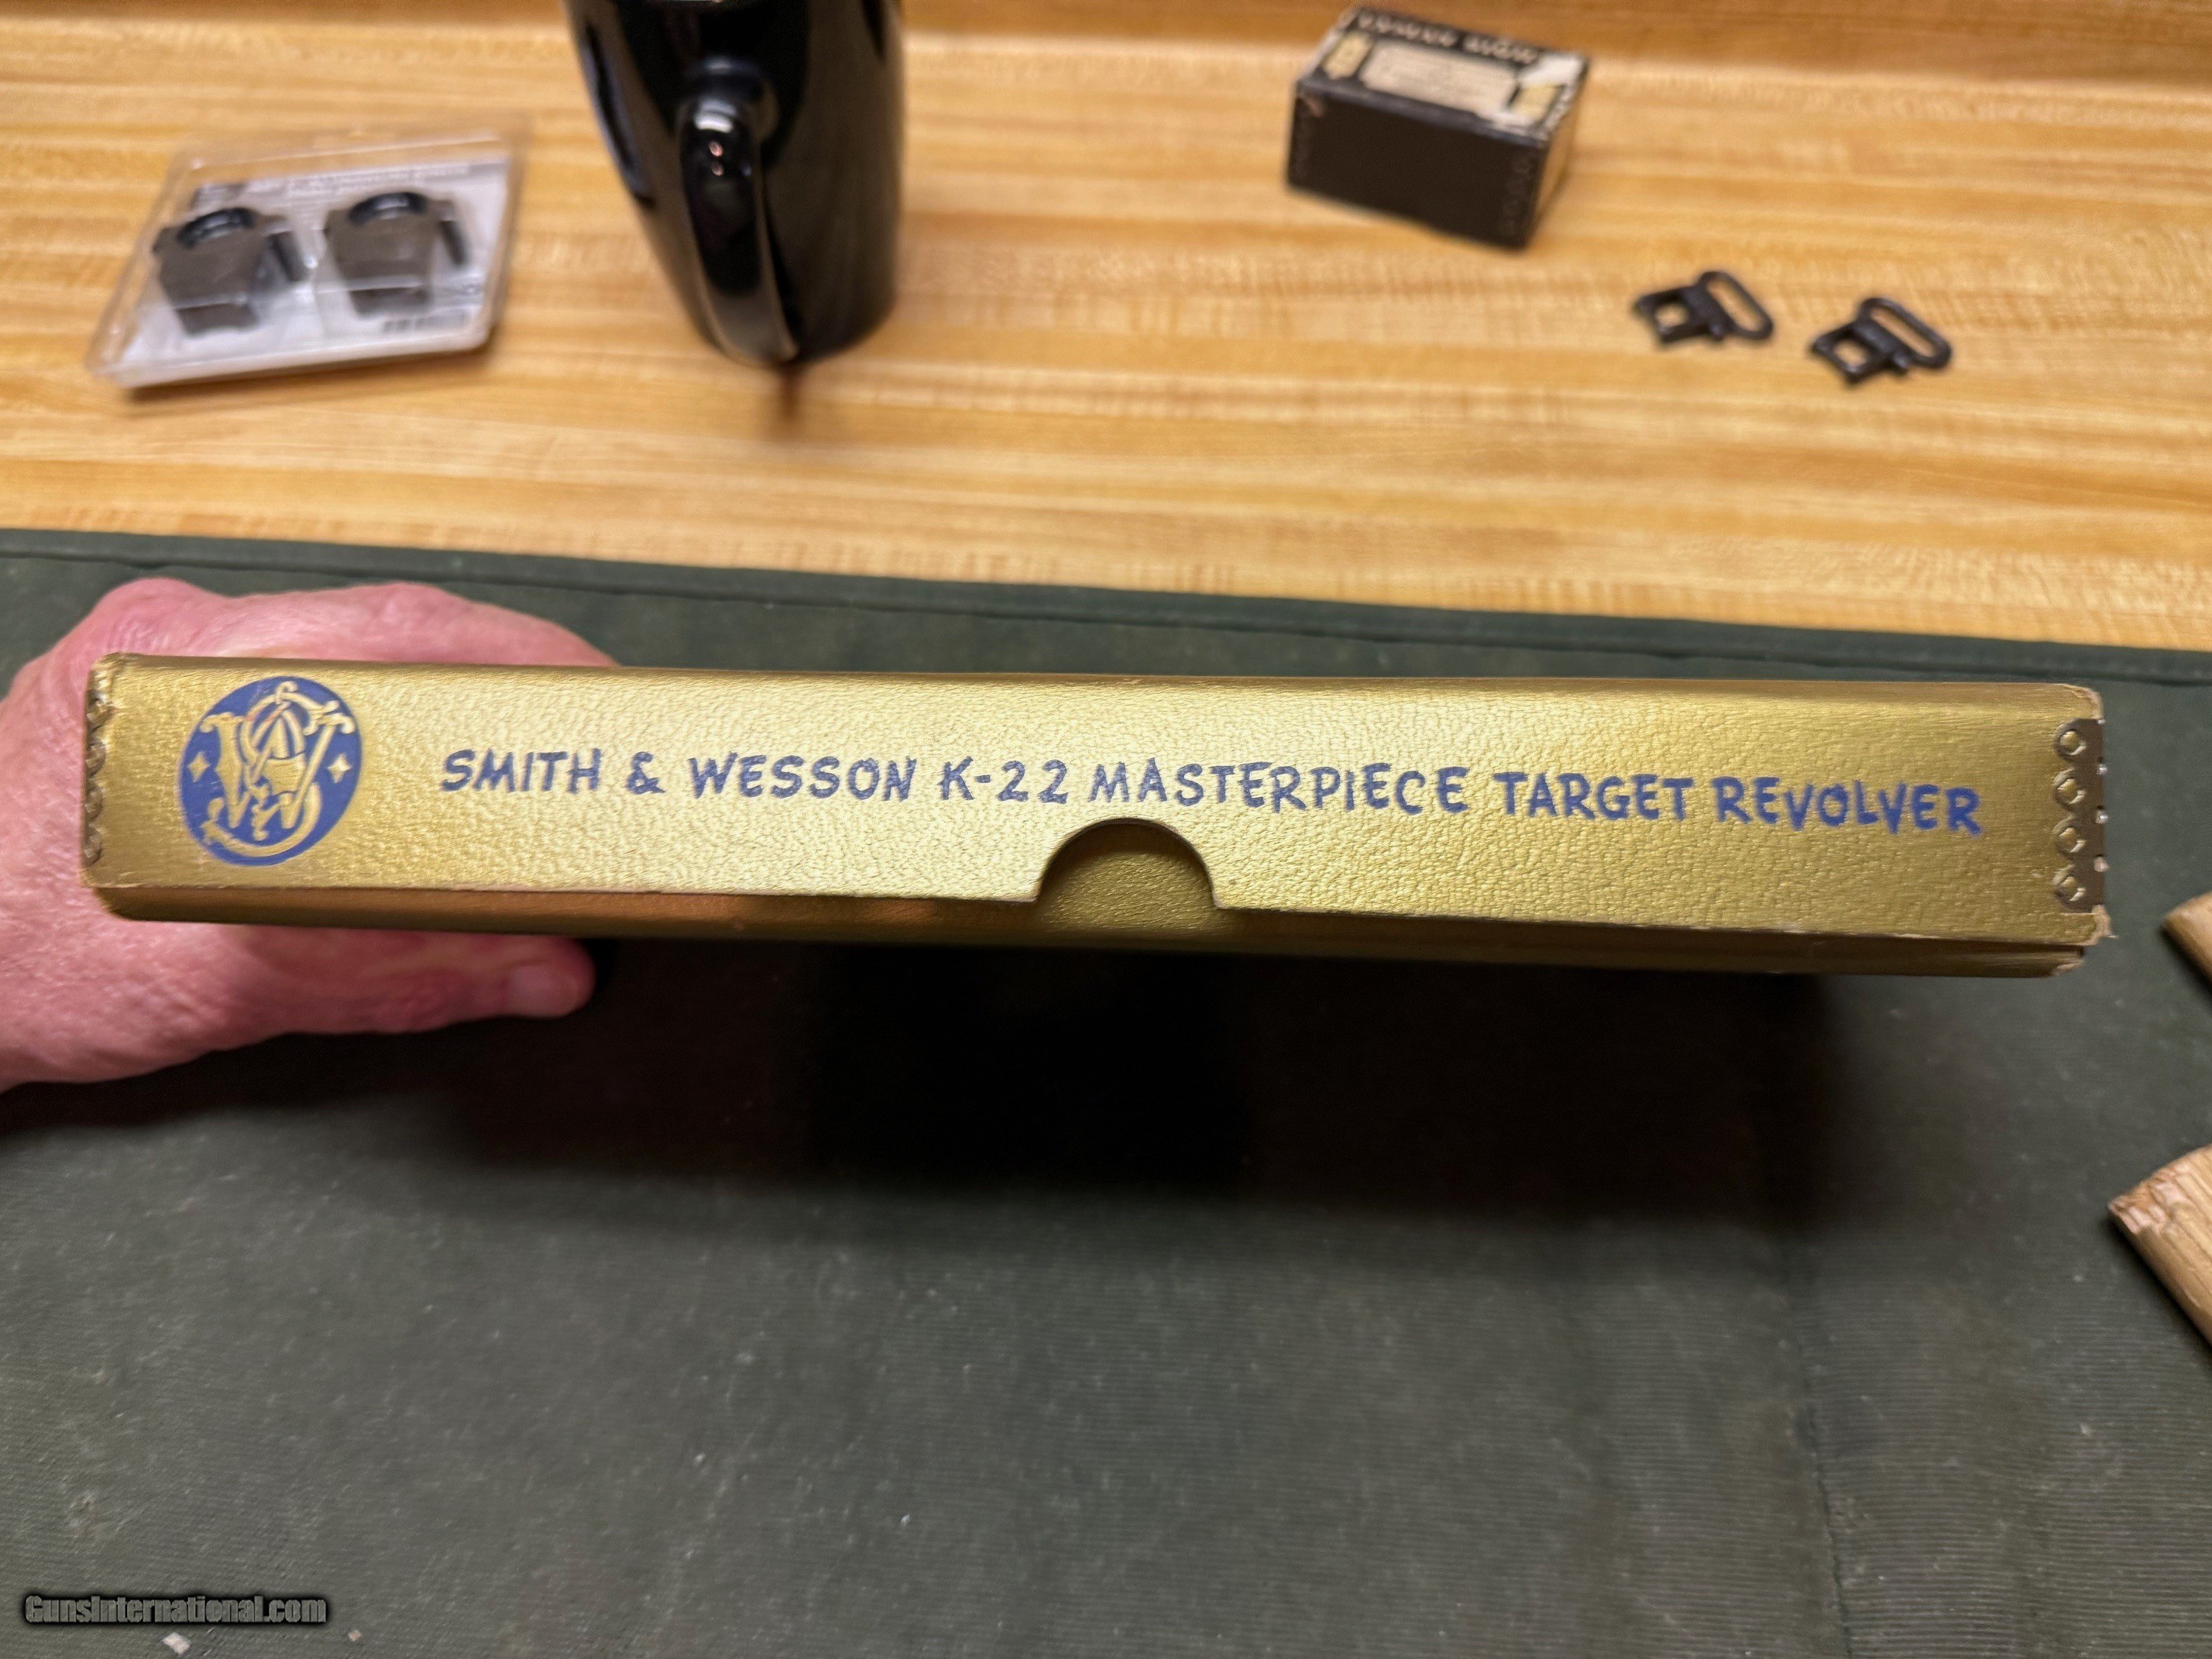 SMITH & WESSON K-22 MASTERPIECE TARGET REVOLVER
GunsInternational.com